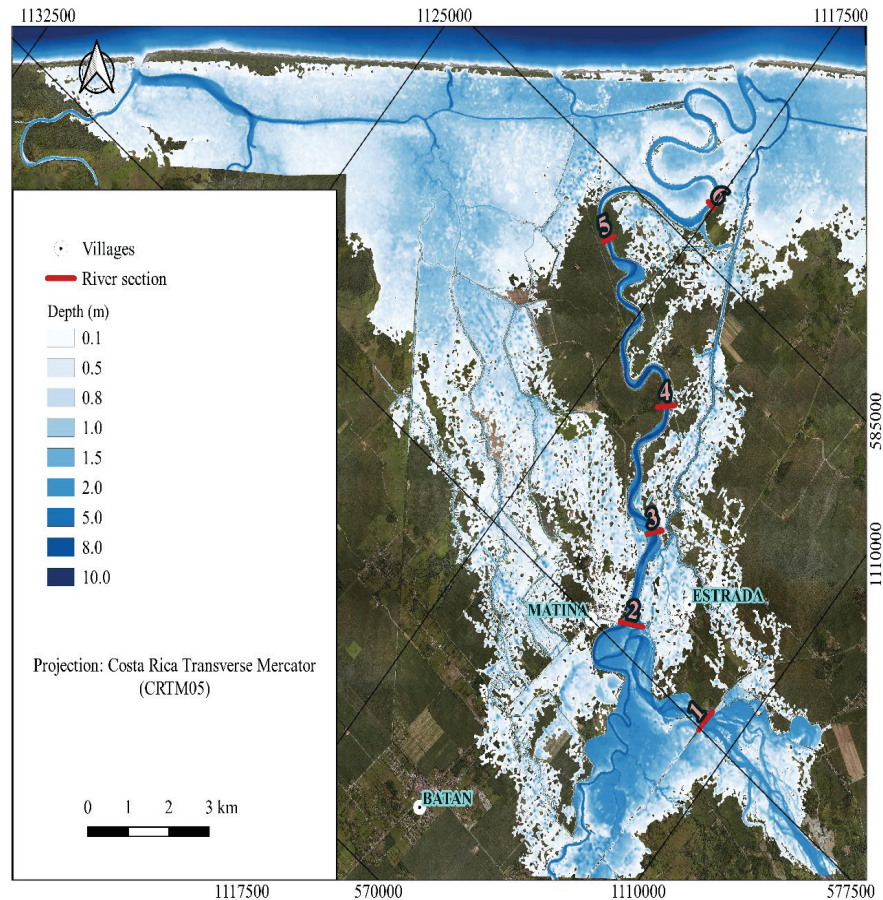 1132500 1125000 1117500
6
5
Villages
River section
Depth (m)
0.1
0.5
0.8
1.0
1.5
2.0
5.0
8.0
10.0
4
585000
3
1110000
MATINA
2
ESTRADA
Projection: Costa Rica Transverse Mercator
(CRTM05)
1
BATAN
0 1 2 3 km
1117500 570000 1110000 577500